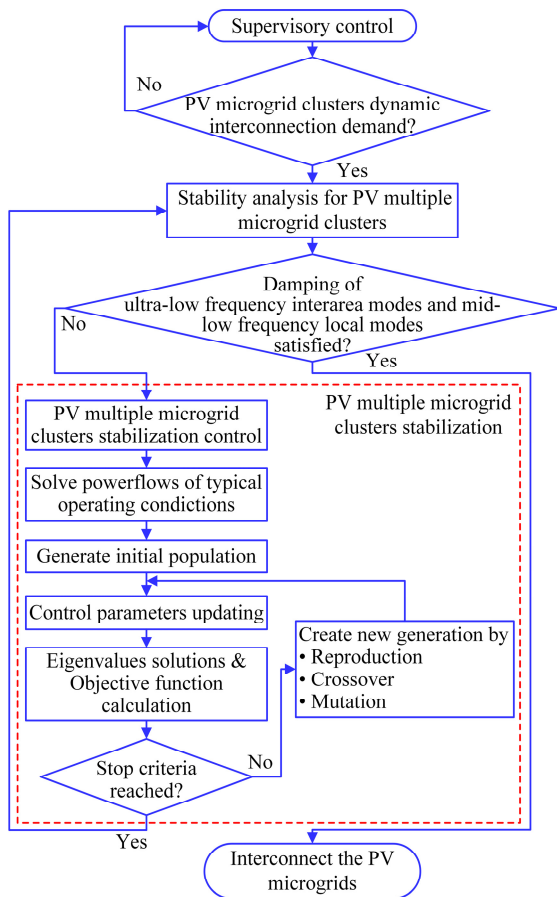 Supervisory control
No
PV microgrid clusters dynamic
interconnection demand?
Yes
Stability analysis for PV multiple
microgrid clusters
Damping of
ultra-low frequency interarea modes and mid-
low frequency local modes
satisfied?
No
Yes
PV multiple microgrid
clusters stabilization
PV multiple microgrid
clusters stabilization control
Solve powerflows of typical
operating condictions
Generate initial population
Control parameters updating
Eigenvalues solutions &
Objective function
calculation
Create new generation by
• Reproduction
• Crossover
• Mutation
No
Stop criteria
reached?
Yes
Interconnect the PV
microgrids